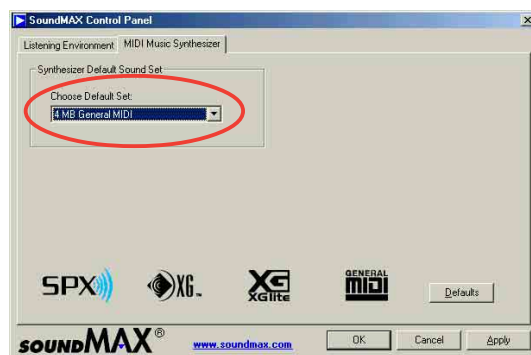 SoundMAX Control Panel
Listening Environment MIDI Music Synthesizer
Synthesizer Default Sound Set
Choose Default Set:
4 MB General MIDI
SPX
XG
XG
XGlite
GENERAL
MIDI
Defaults
SOUNDMAX®
www.soundmax.com
OK Cancel Apply